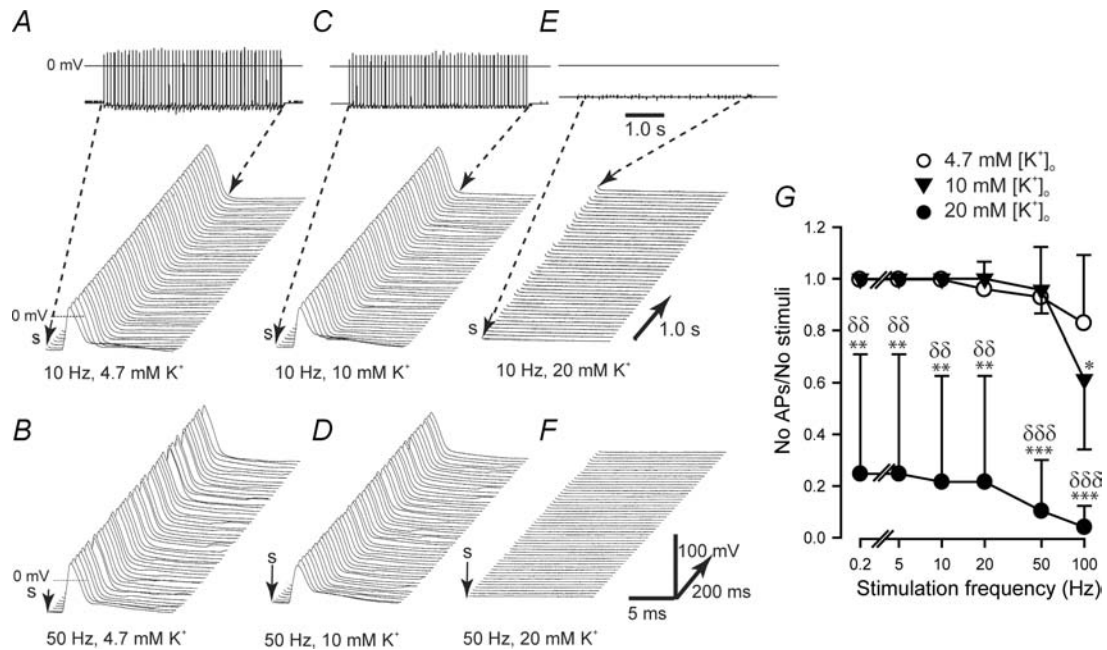 A
C
E
0 mV
1.0 s
4.7 mM [K⁺]ₒ
10 mM [K⁺]ₒ
20 mM [K⁺]ₒ
G
0 mV
S
S
S
1.0 s
10 Hz, 4.7 mM K⁺
10 Hz, 10 mM K⁺
10 Hz, 20 mM K⁺
B
D
F
0 mV
S
S
S
100 mV
200 ms
5 ms
50 Hz, 4.7 mM K⁺
50 Hz, 10 mM K⁺
50 Hz, 20 mM K⁺
No APs/No stimuli
1.2
1.0
0.8
0.6
0.4
0.2
0.0
δδ
**
δδ
**
δδ
**
δδ
**
δδδ
***
δδδ
***
*
0.2 5 10 20 50 100
Stimulation frequency (Hz)